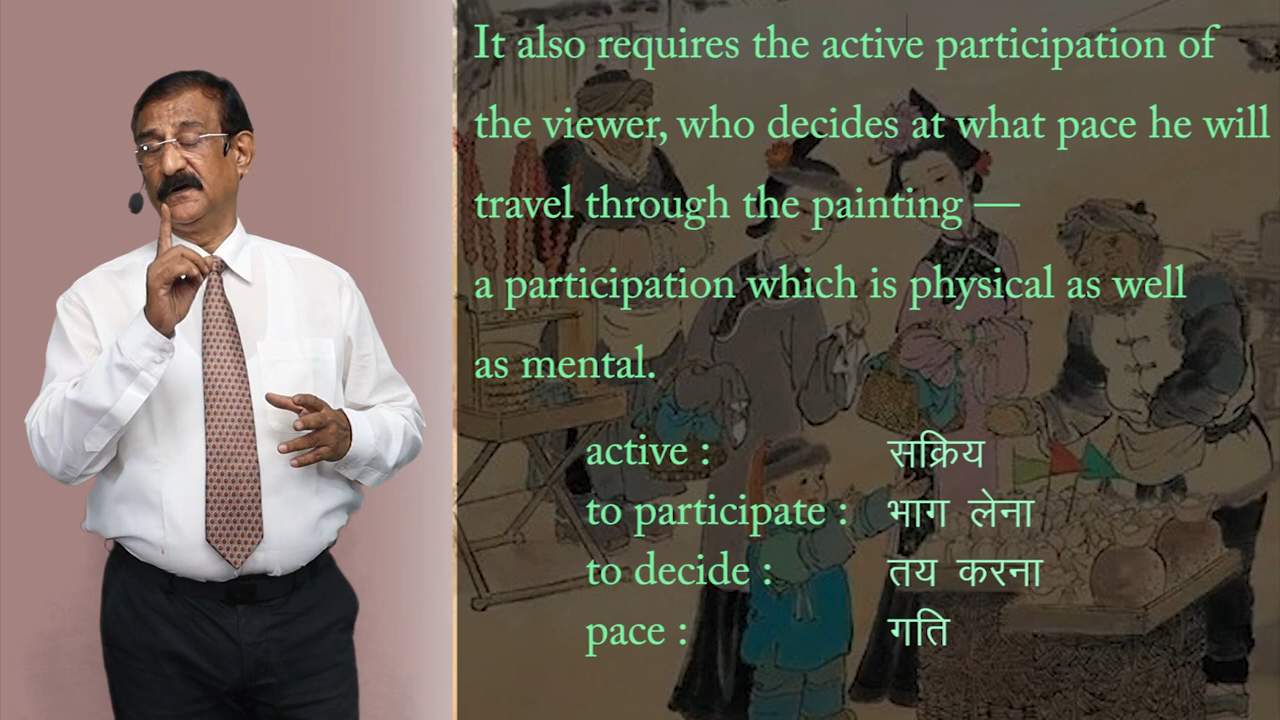 It also requires the active participation of
the viewer, who decides at what pace he will
travel through the painting —
a participation which is physical as well
as mental.
active : सक्रिय
to participate : भाग लेना
to decide : तय करना
pace : गति